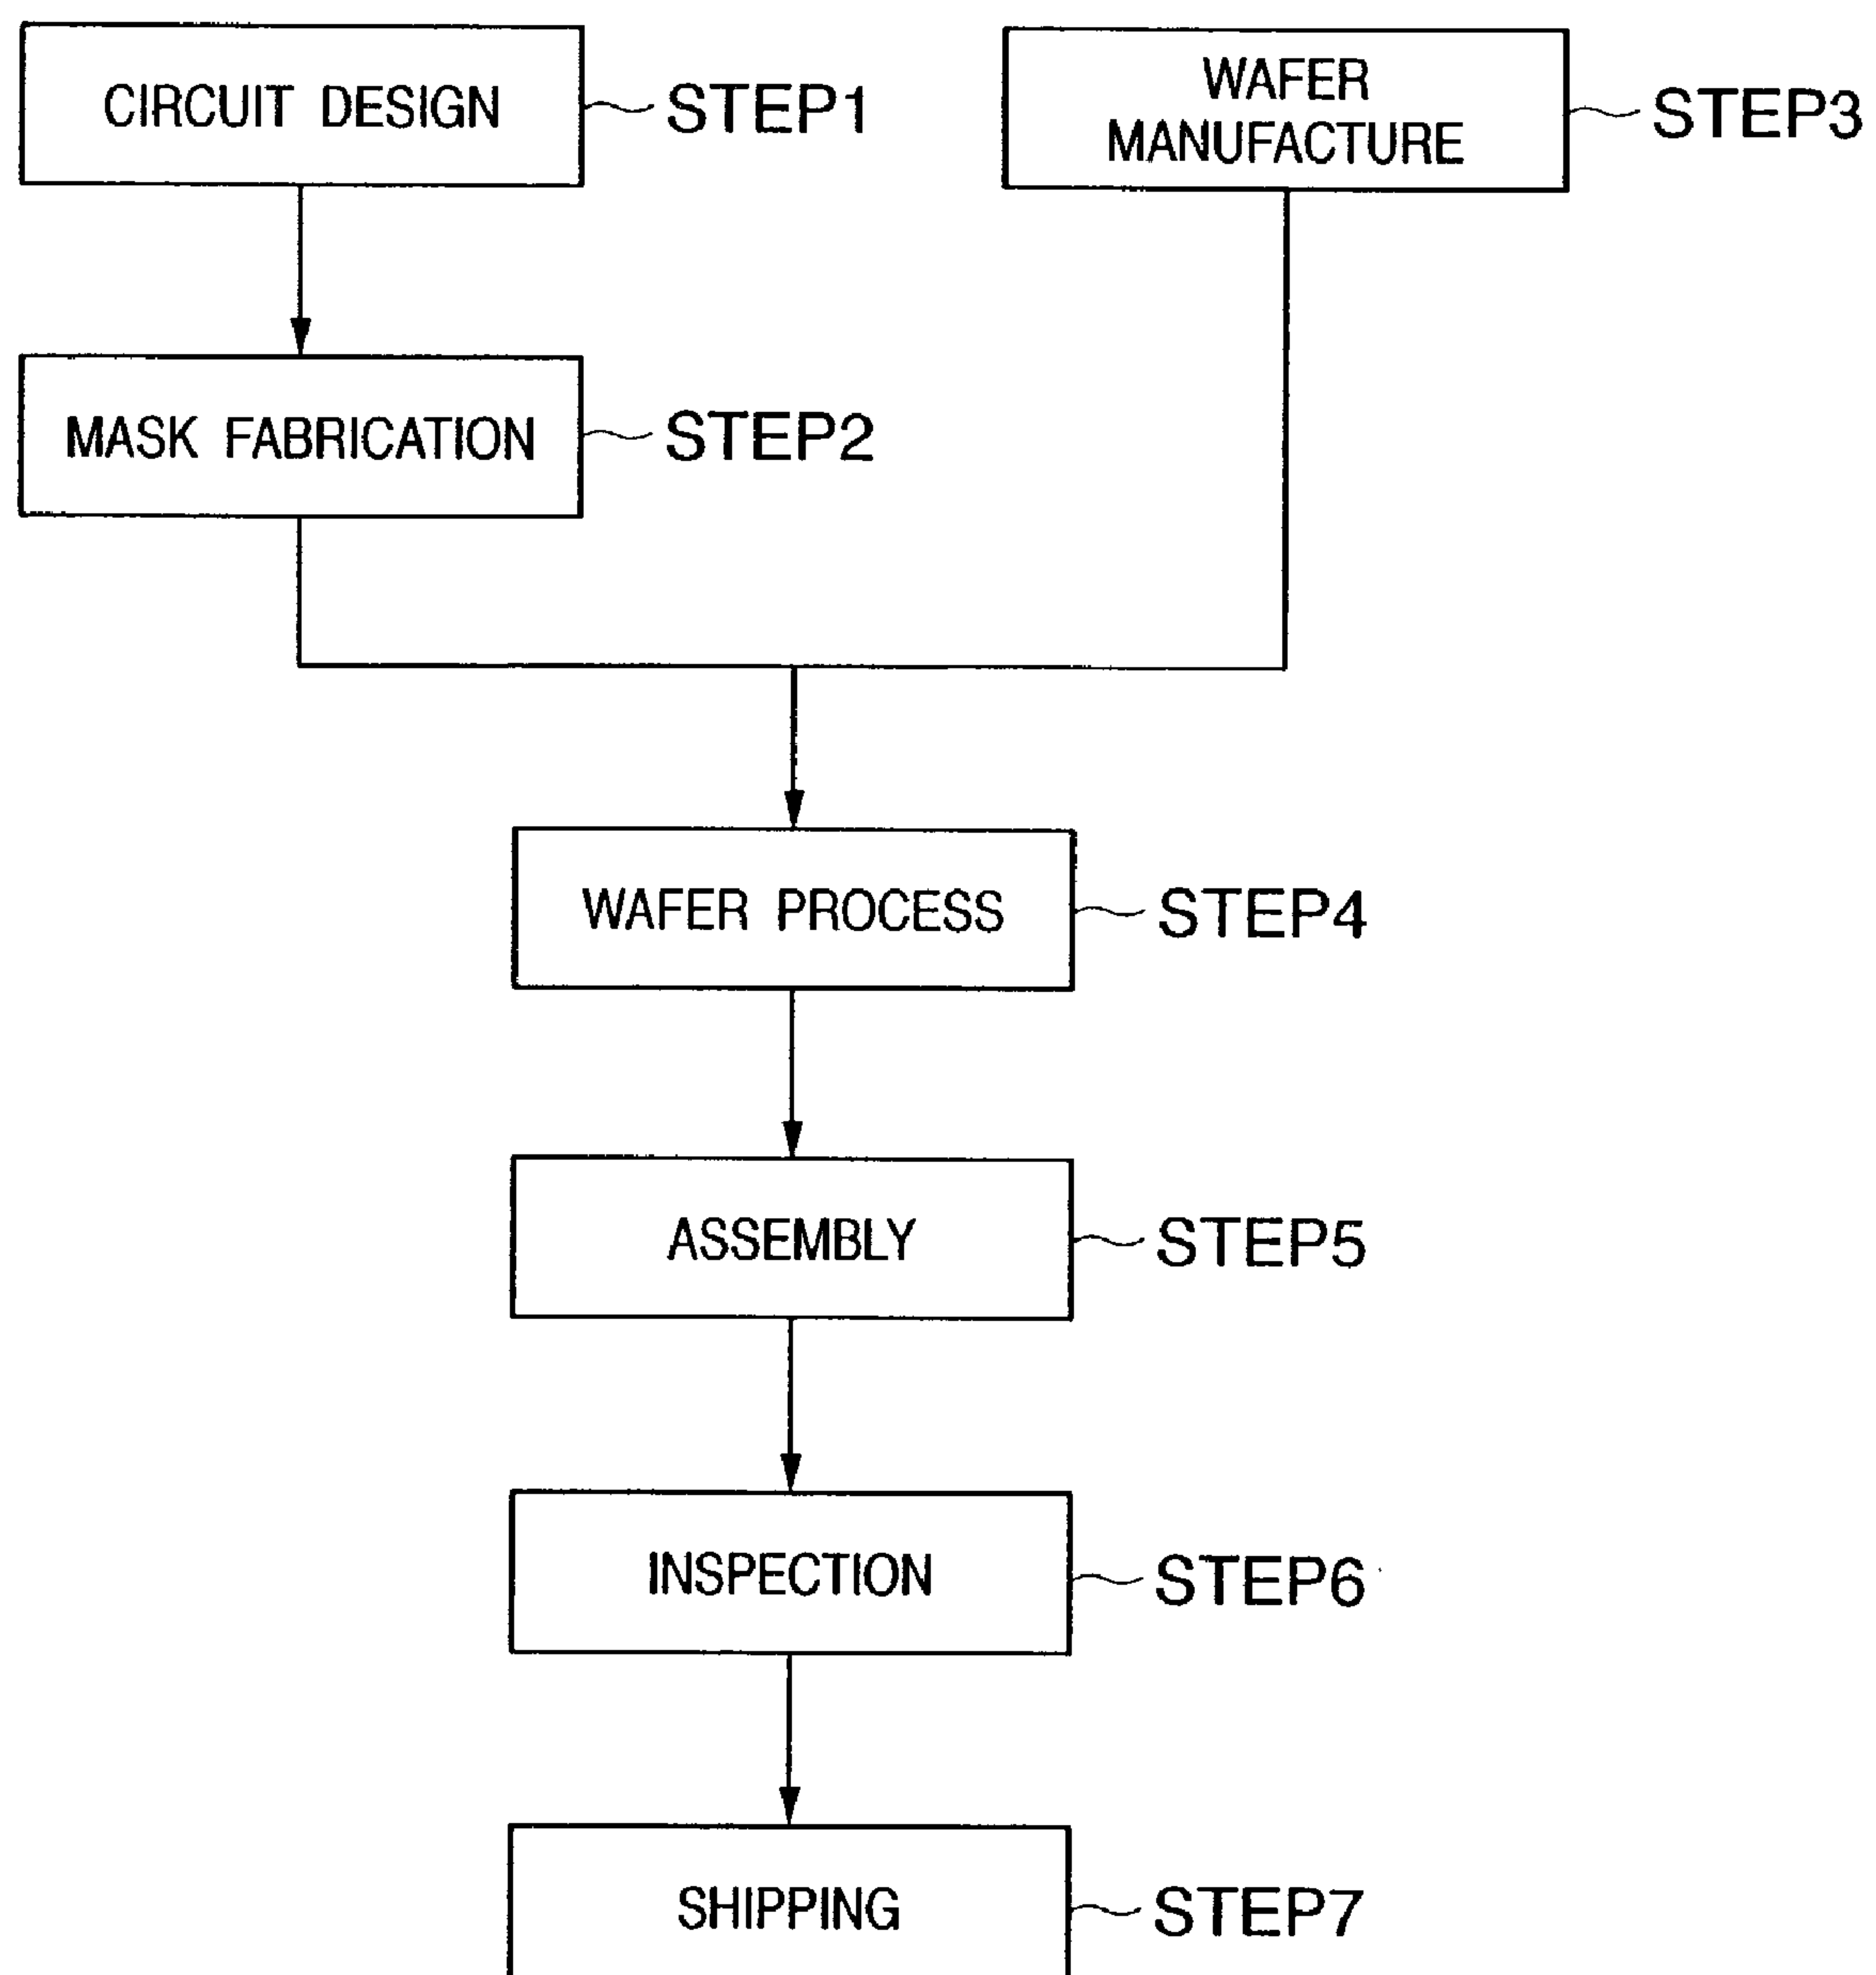 CIRCUIT DESIGN
STEP1
WAFER
MANUFACTURE
STEP3
MASK FABRICATION
STEP2
WAFER PROCESS
STEP4
ASSEMBLY
STEP5
INSPECTION
STEP6
SHIPPING
STEP7